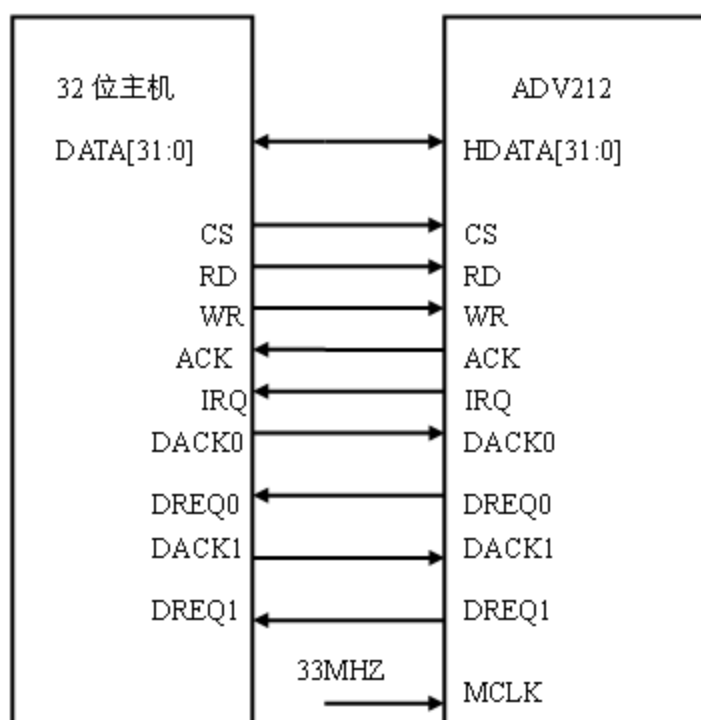 32 位主机 ADV212
DATA[31:0] HDATA[31:0]
CS CS
RD RD
WR WR
ACK ACK
IRQ IRQ
DACK0 DACK0
DREQ0 DREQ0
DACK1 DACK1
DREQ1 DREQ1
33MHZ
MCLK